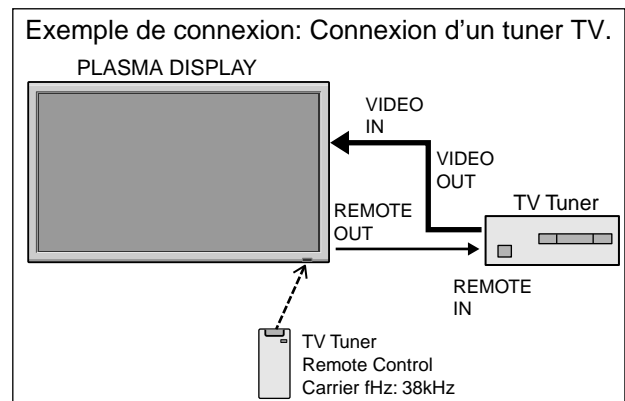 Exemple de connexion: Connexion d'un tuner TV.
PLASMA DISPLAY
VIDEO
IN
VIDEO
OUT
TV Tuner
REMOTE
OUT
REMOTE
IN
TV Tuner
Remote Control
Carrier fHz: 38kHz